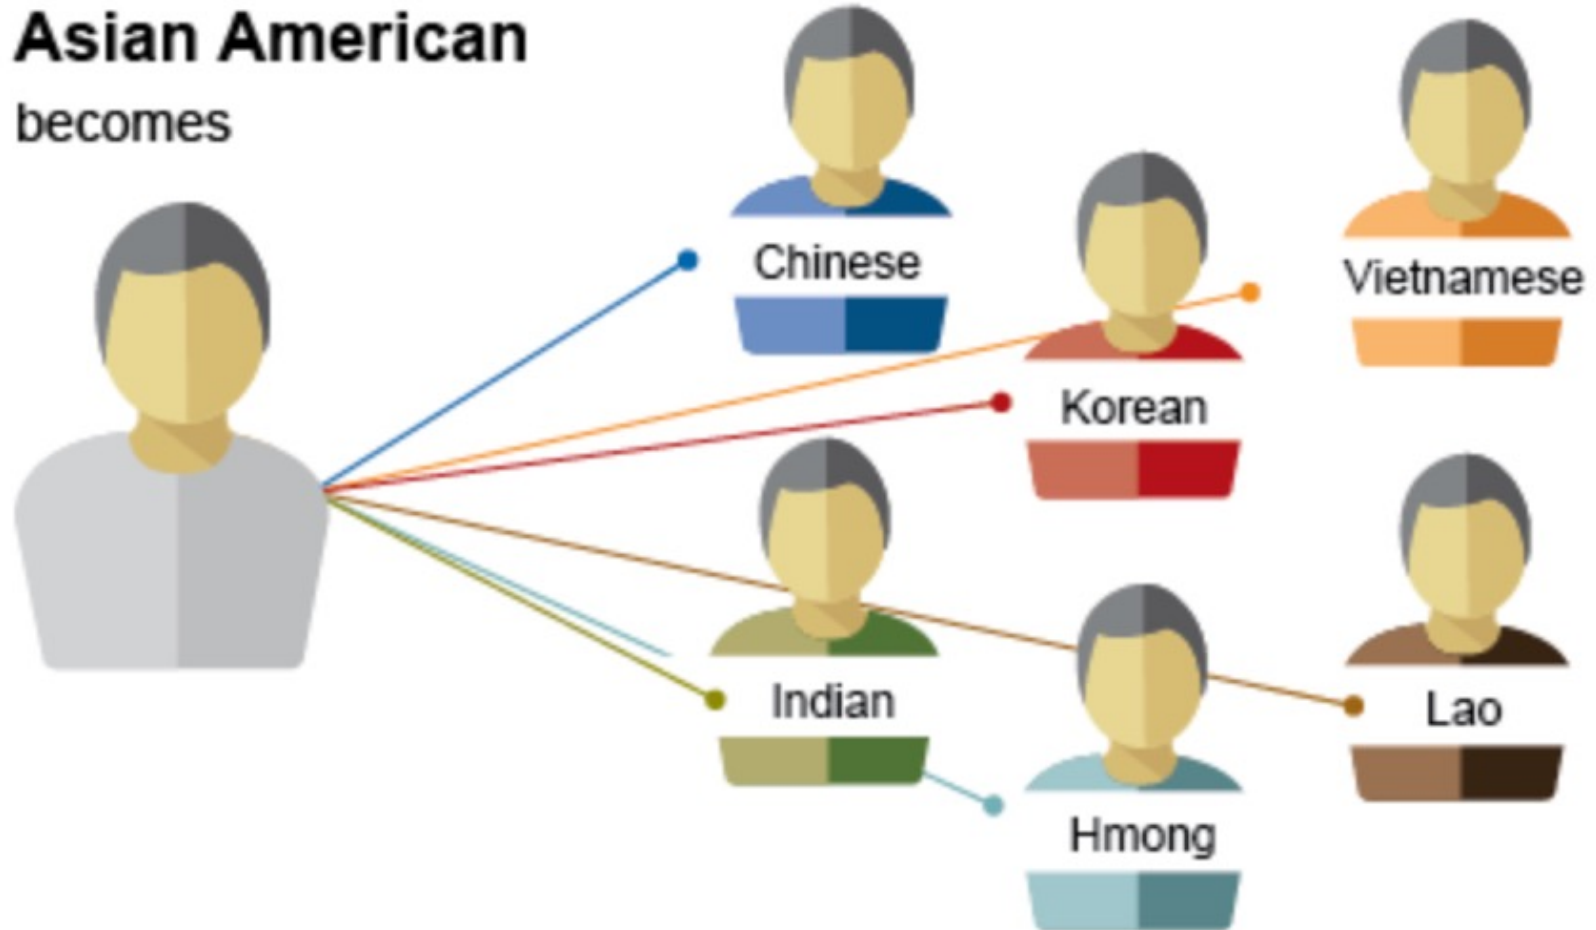 Asian American
becomes
Chinese
Vietnamese
Korean
Indian
Lao
Hmong